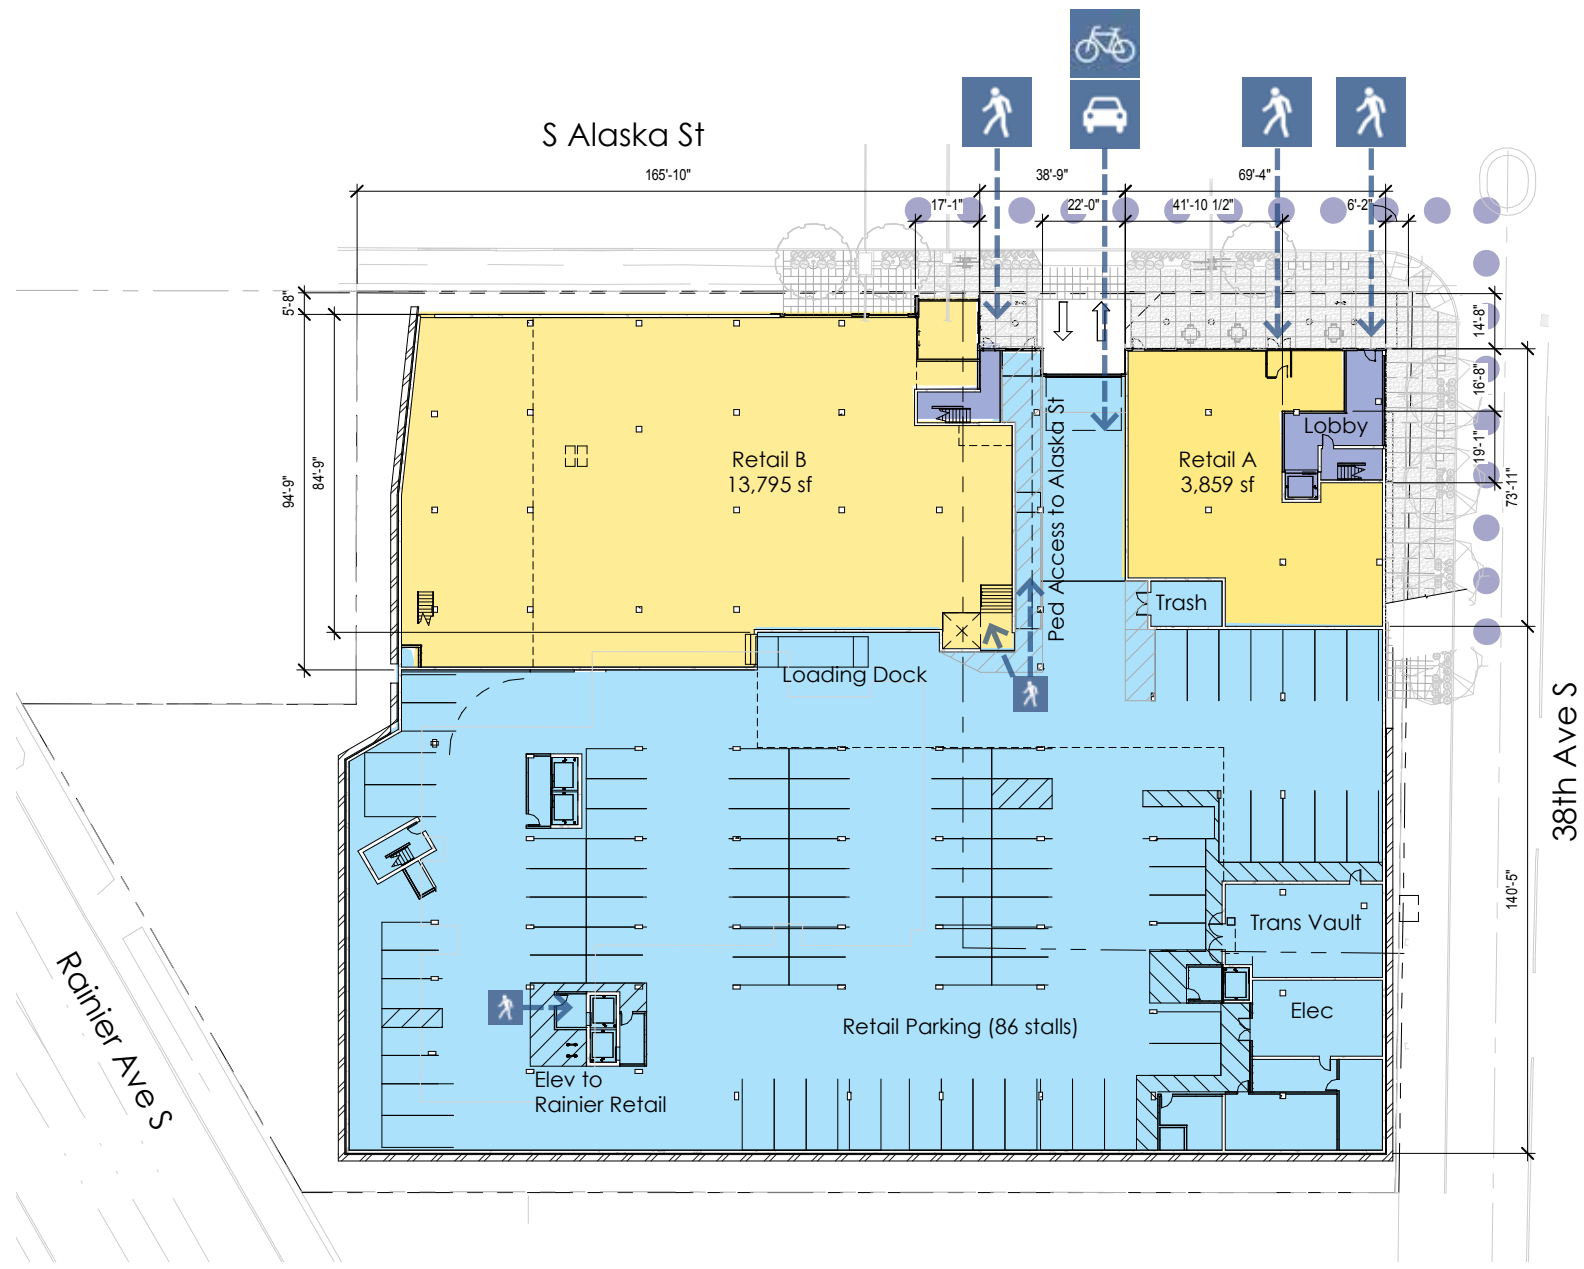 S Alaska St
165'-10"
38'-9"
69'-4"
17'-1"
22'-0"
41'-10 1/2"
6'-2"
5'-8"
94'-9"
84'-9"
14'-8"
16'-8"
19'-1"
73'-11"
140'-5"
Retail B
13,795 sf
Ped Access to Alaska St
Retail A
3,859 sf
Lobby
Trash
Loading Dock
38th Ave S
Trans Vault
Elec
Retail Parking (86 stalls)
Elev to
Rainier Retail
Rainier Ave S